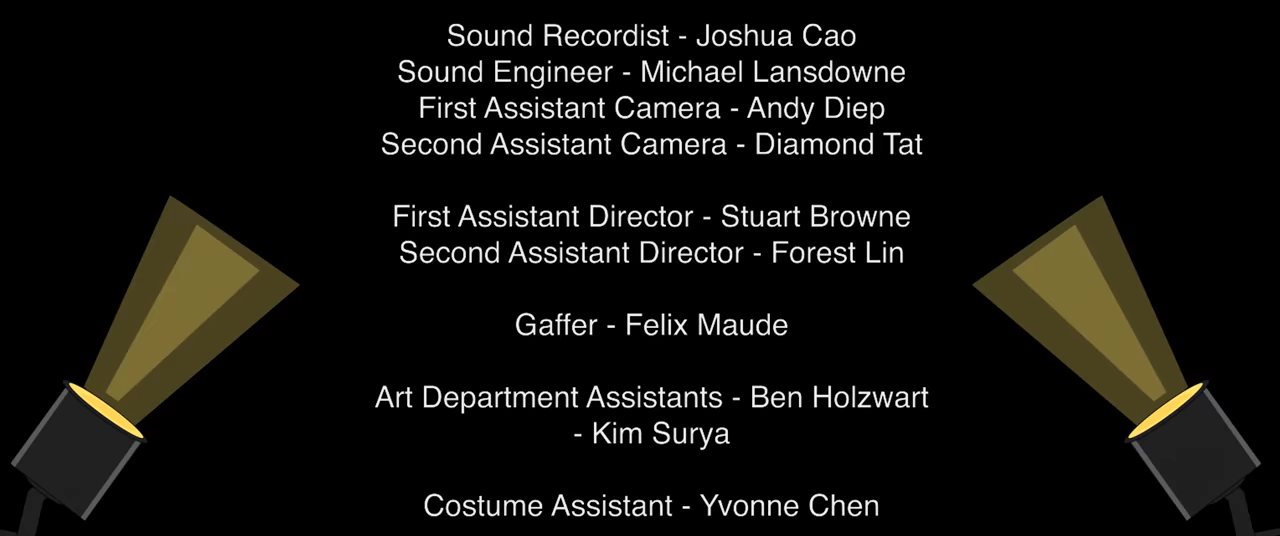 Sound Recordist - Joshua Cao
Sound Engineer - Michael Lansdowne
First Assistant Camera - Andy Diep
Second Assistant Camera - Diamond Tat
First Assistant Director - Stuart Browne
Second Assistant Director - Forest Lin
Gaffer - Felix Maude
Art Department Assistants - Ben Holzwart
- Kim Surya
Costume Assistant - Yvonne Chen